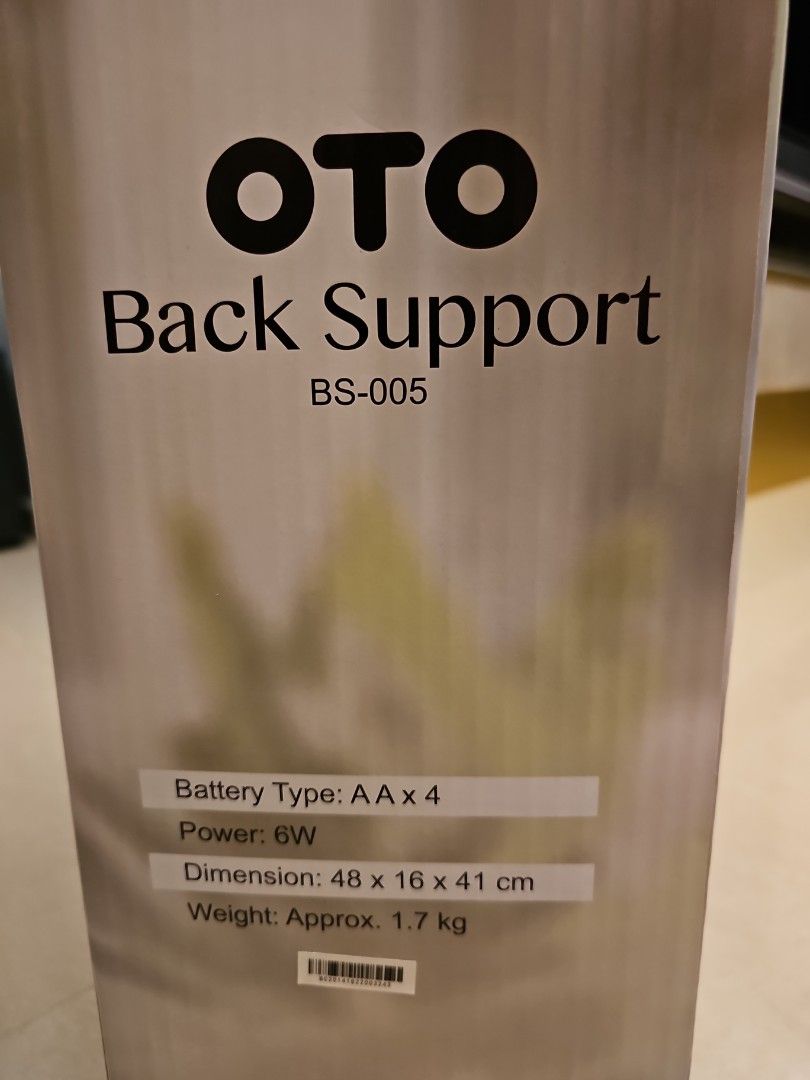 OTO
Back Support
BS-005
Battery Type: AA x 4
Power: 6W
Dimension: 48 x 16 x 41 cm
Weight: Approx. 1.7 kg